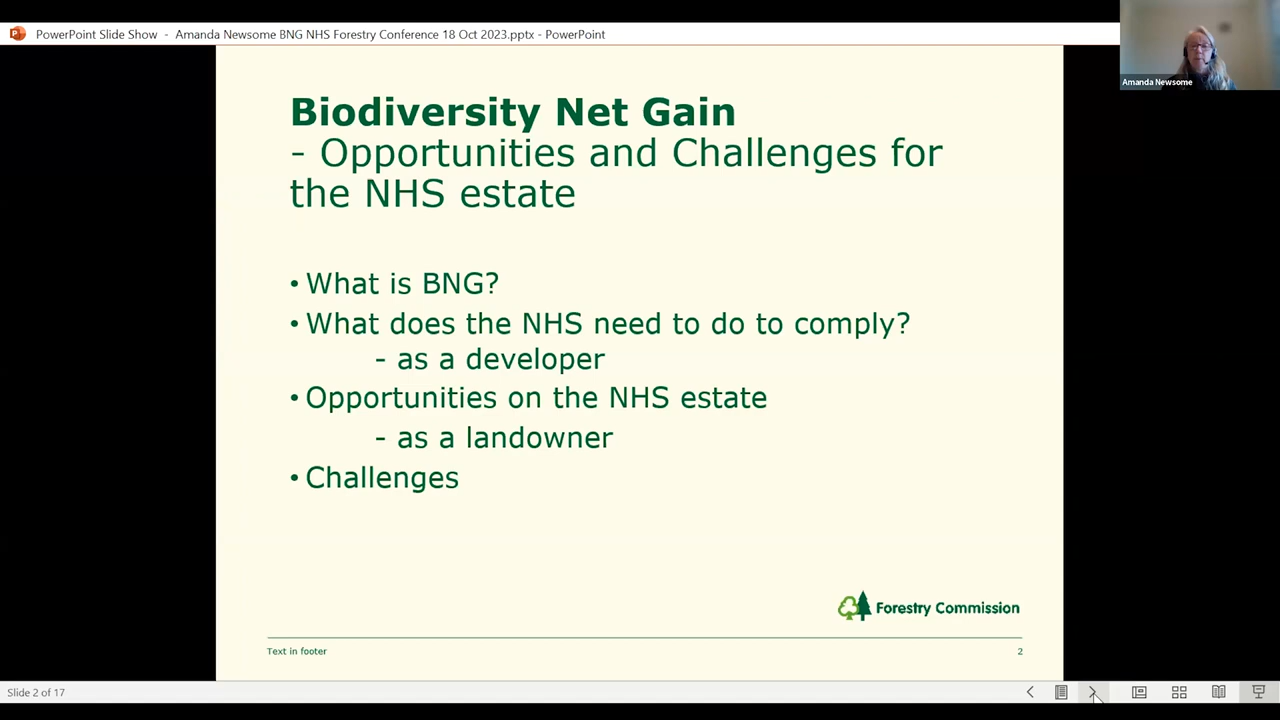 PowerPoint Slide Show - Amanda Newsome BNG NHS Forestry Conference 18 Oct 2023.pptx - PowerPoint
Amanda Newsome
Biodiversity Net Gain
- Opportunities and Challenges for
the NHS estate
• What is BNG?
• What does the NHS need to do to comply?
- as a developer
• Opportunities on the NHS estate
- as a landowner
• Challenges
Forestry Commission
Text in footer
2
Slide 2 of 17